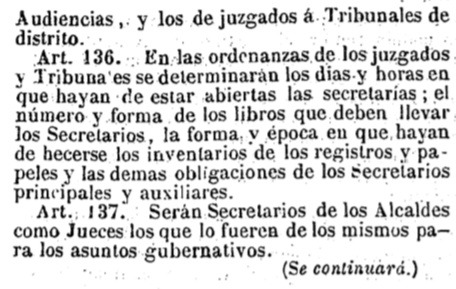 Audiencias, y los de juzgados á Tribunales de
distrito.
Art. 136. En las ordenanzas de los juzgados
y Tribuna'es se determinarán los dias y horas en
que hayan de estar abiertas las secretarías; el
número y forma de los libros que deben llevar
los Secretarios, la forma y época en que hayan
de hecerse los inventarios de los registros y pa-
peles y las demas obligaciones de los Secretarios
principales y auxiliares.
Art. 137. Serán Secretarios de los Alcaldes
como Jueces los que lo fueren de los mismos pa-
ra los asuntos gubernativos.
(Se continuará.)